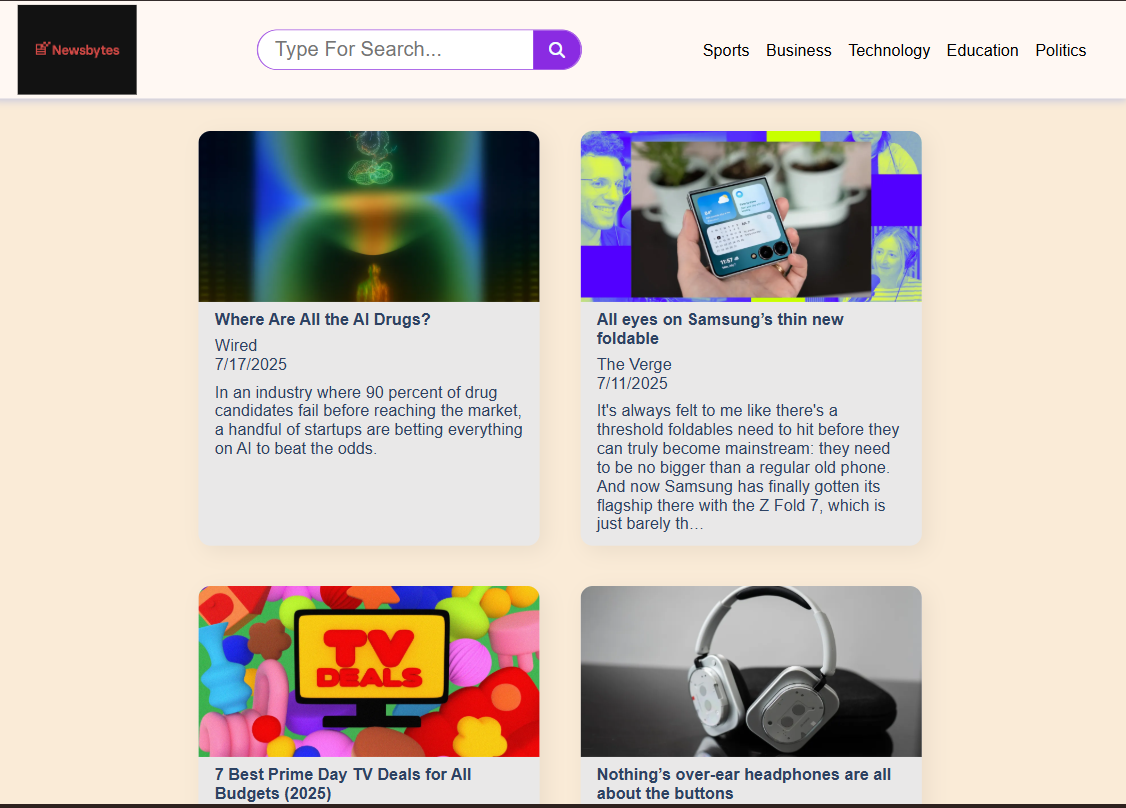 Newsbytes
Type For Search...
Sports Business Technology Education Politics
11:57
Where Are All the AI Drugs?
Wired
7/17/2025
In an industry where 90 percent of drug
candidates fail before reaching the market,
a handful of startups are betting everything
on AI to beat the odds.
All eyes on Samsung’s thin new
foldable
The Verge
7/11/2025
It's always felt to me like there's a
threshold foldables need to hit before they
can truly become mainstream: they need
to be no bigger than a regular old phone.
And now Samsung has finally gotten its
flagship there with the Z Fold 7, which is
just barely th…
TV
DEALS
7 Best Prime Day TV Deals for All
Budgets (2025)
Nothing’s over-ear headphones are all
about the buttons